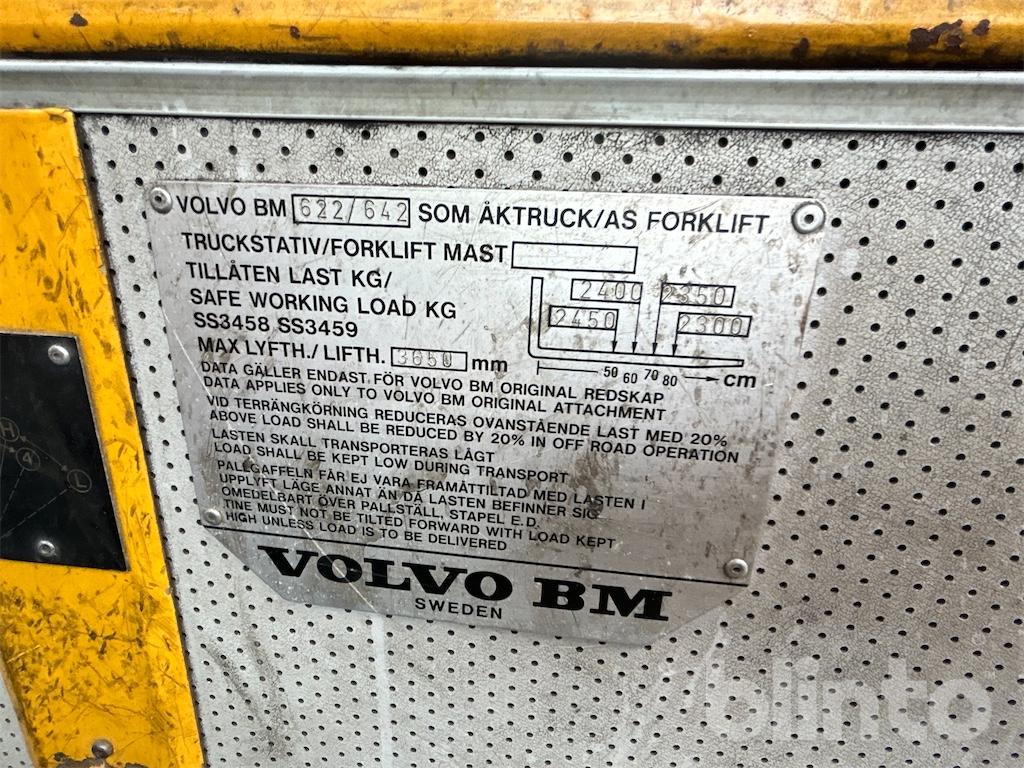 VOLVO BM 622/642 SOM ÅKTRUCK/AS FORKLIFT
TRUCKSTATIV/FORKLIFT MAST
TILLÅTEN LAST KG/
SAFE WORKING LOAD KG
SS3458 SS3459
2400 2350
2450 2300
50 60 70 80 cm
MAX LYFTH./LIFTH. 3650 mm
DATA GÄLLER ENDAST FÖR VOLVO BM ORIGINAL REDSKAP
DATA APPLIES ONLY TO VOLVO BM ORIGINAL ATTACHMENT
VID TERRÄNGKÖRNING REDUCERAS OVANSTÅENDE LAST MED 20%
ABOVE LOAD SHALL BE REDUCED BY 20% IN OFF ROAD OPERATION
LASTEN SKALL TRANSPORTERAS LÅGT
LOAD SHALL BE KEPT LOW DURING TRANSPORT
PALLGAFFELN FÅR EJ VARA FRAMÅTTILTAD MED LASTEN I
UPPLYFT LÄGE ANNAT ÄN DÅ LASTEN BEFINNER SIG
OMEDELBART ÖVER PALLSTÄLL, STAPEL E.D.
TINE MUST NOT BE TILTED FORWARD WITH LOAD KEPT
HIGH UNLESS LOAD IS TO BE DELIVERED
VOLVO BM
SWEDEN
H
4
L
blinto